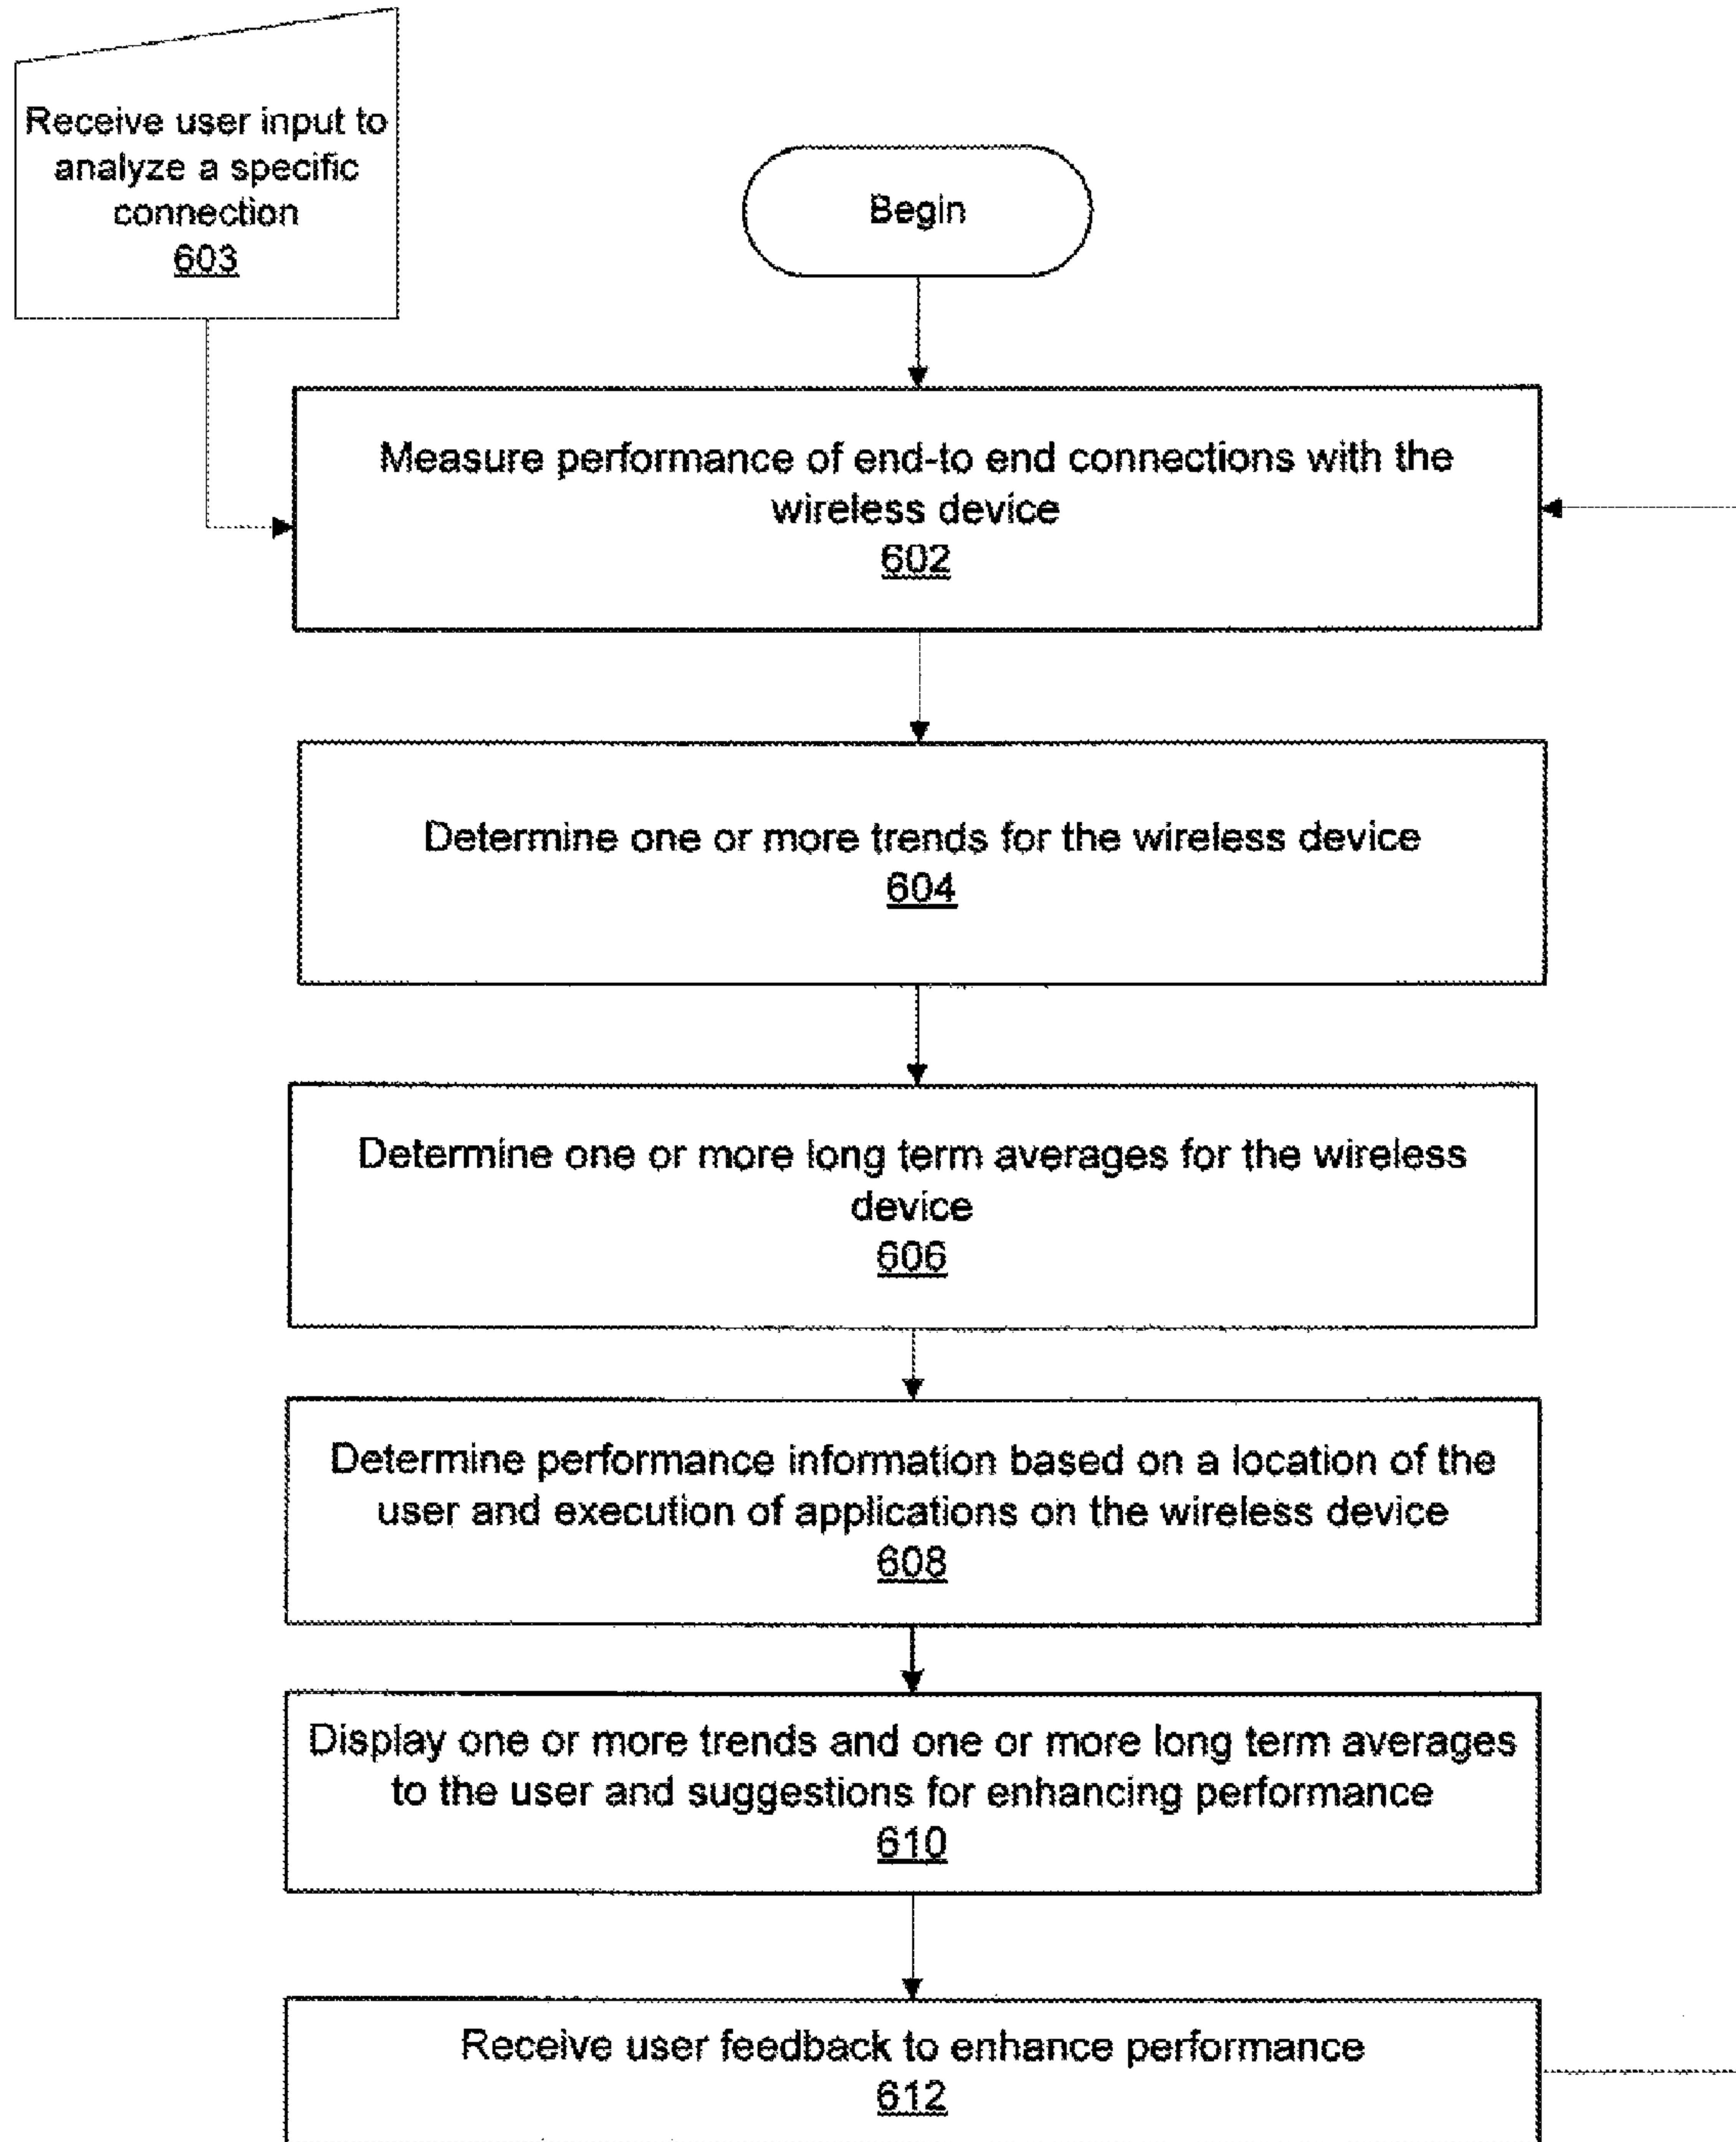 Receive user input to
analyze a specific
connection
603
Begin
Measure performance of end-to end connections with the
wireless device
602
Determine one or more trends for the wireless device
604
Determine one or more long term averages for the wireless
device
606
Determine performance information based on a location of the
user and execution of applications on the wireless device
608
Display one or more trends and one or more long term averages
to the user and suggestions for enhancing performance
610
Receive user feedback to enhance performance
612